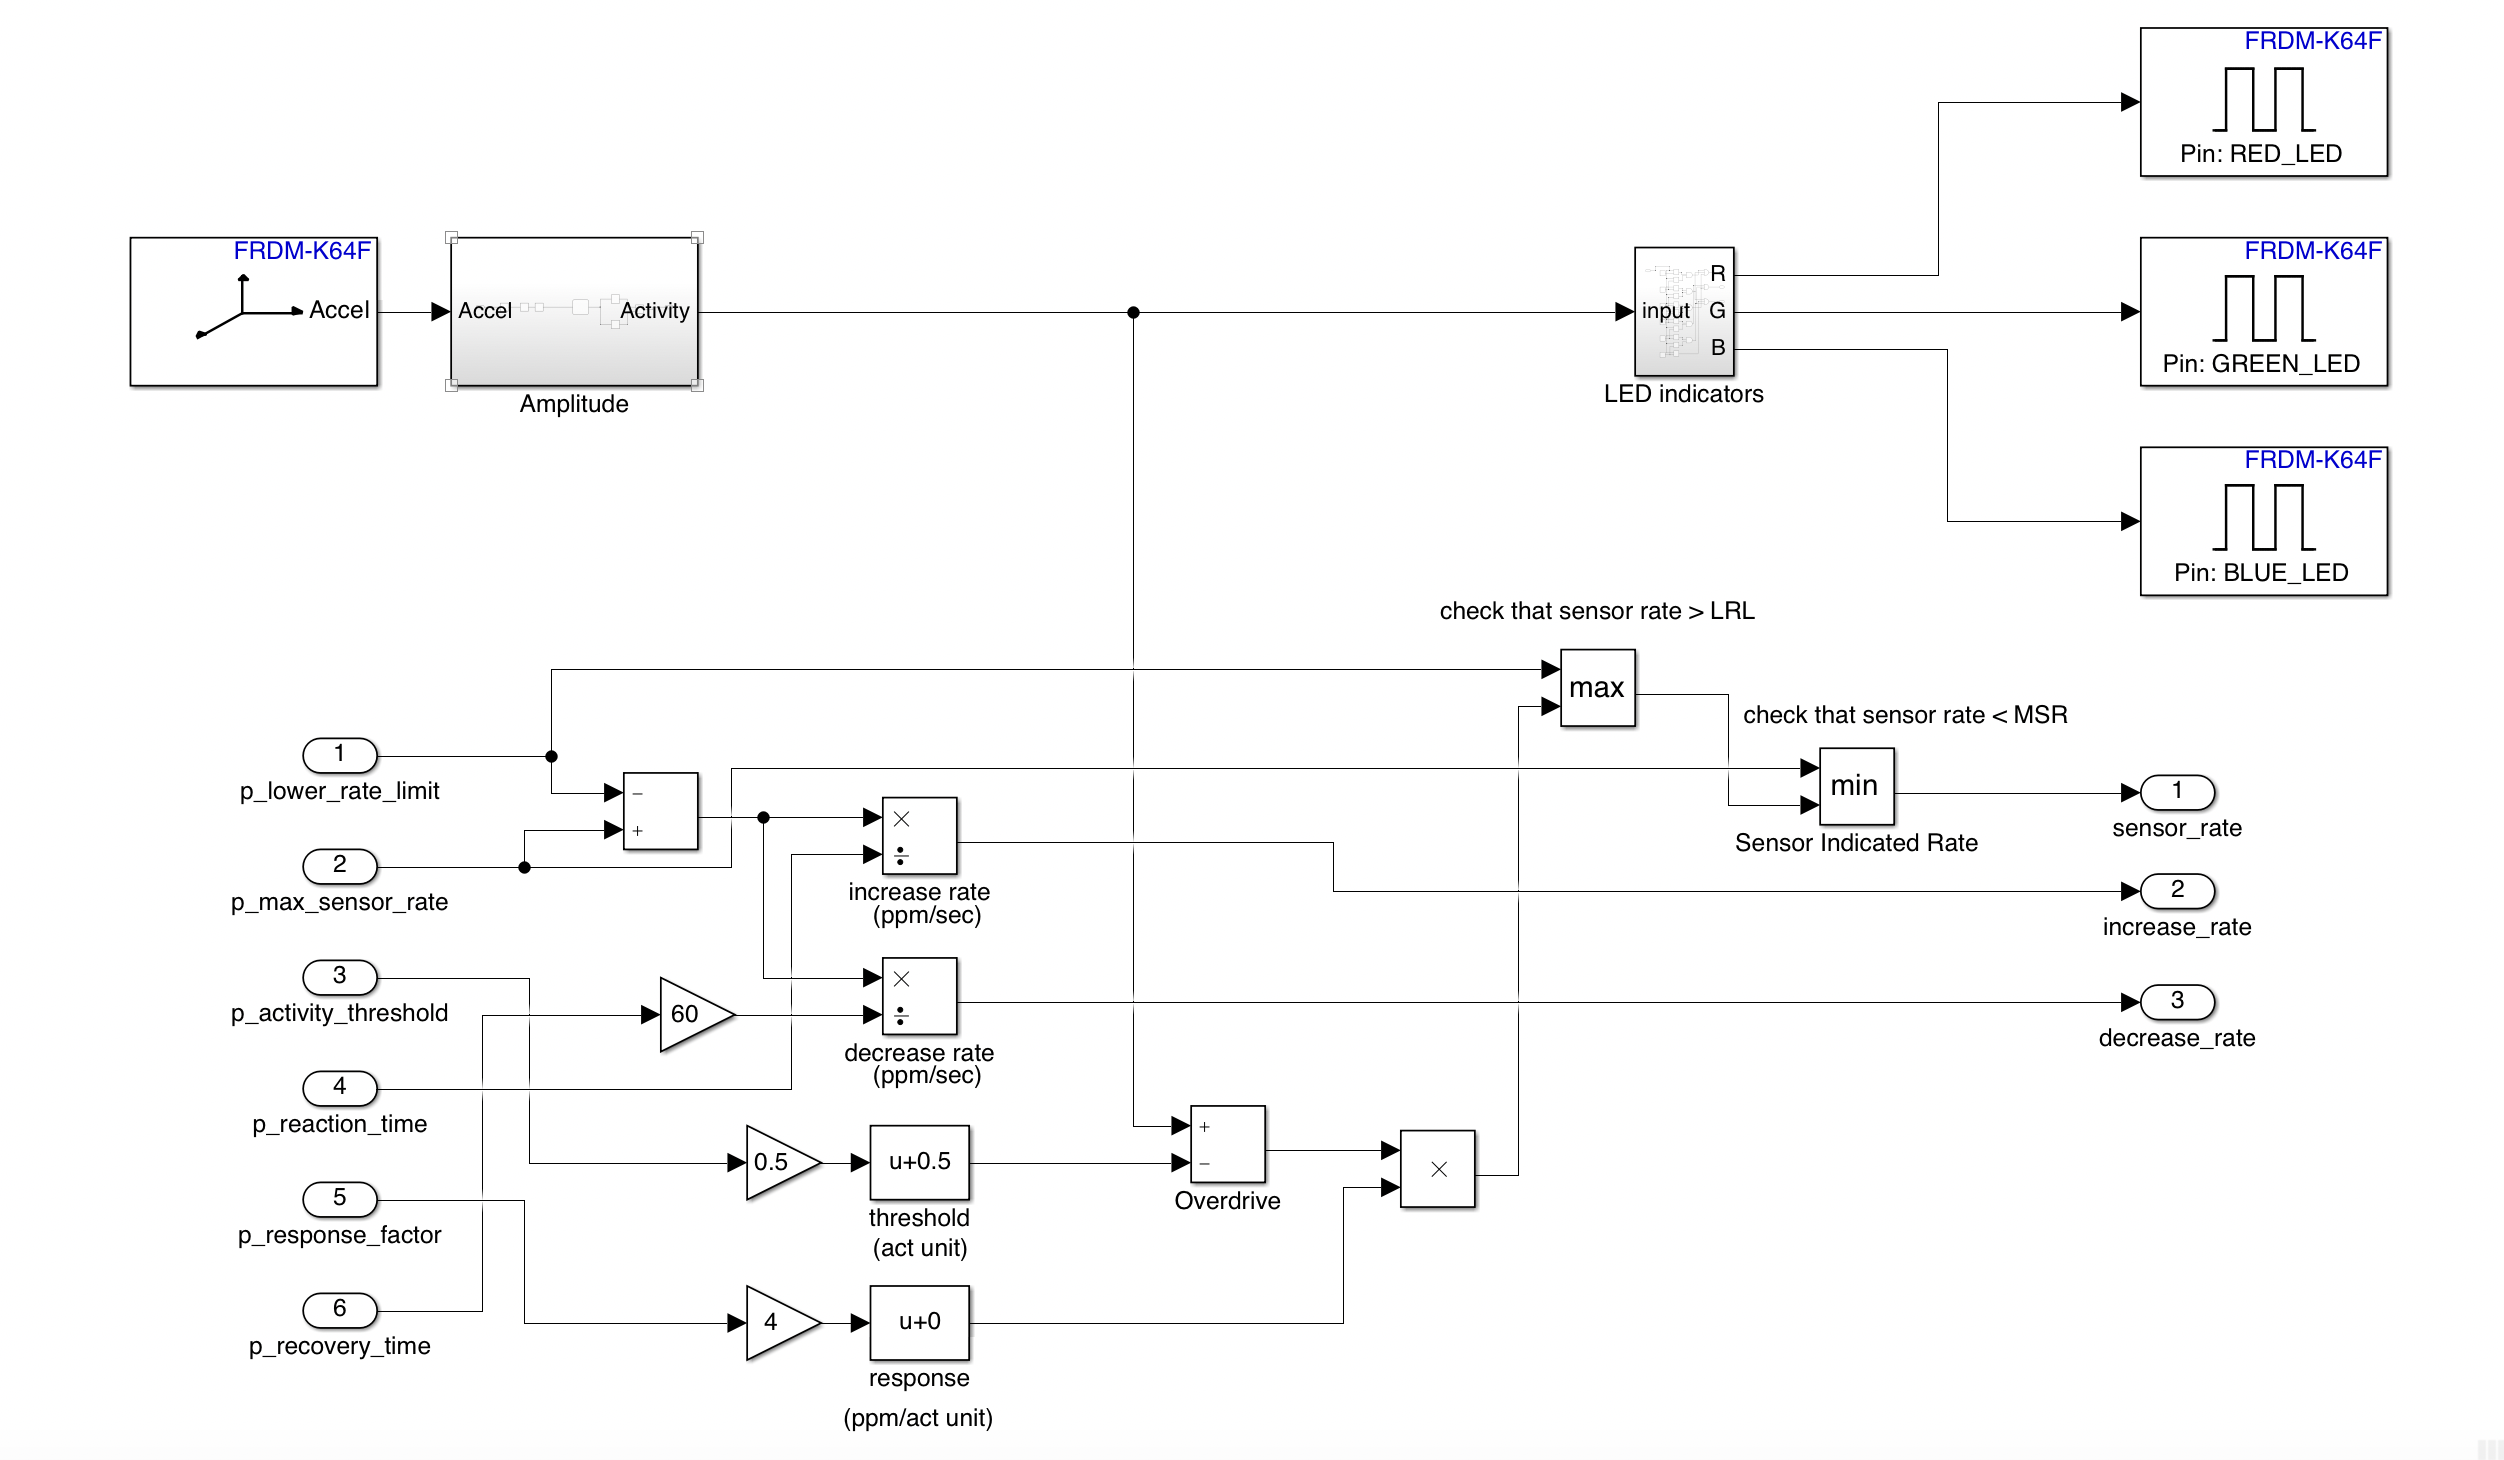 FRDM-K64F
Pin: RED_LED
FRDM-K64F
Accel
Accel
Activity
Amplitude
R
input
G
B
LED indicators
FRDM-K64F
Pin: GREEN_LED
FRDM-K64F
Pin: BLUE_LED
check that sensor rate > LRL
max
check that sensor rate < MSR
1
p_lower_rate_limit
−
+
min
Sensor Indicated Rate
1
sensor_rate
2
p_max_sensor_rate
×
÷
increase rate
(ppm/sec)
2
increase_rate
3
p_activity_threshold
60
×
÷
decrease rate
(ppm/sec)
3
decrease_rate
4
p_reaction_time
0.5
u+0.5
threshold
(act unit)
+
−
Overdrive
×
5
p_response_factor
6
p_recovery_time
4
u+0
response
(ppm/act unit)